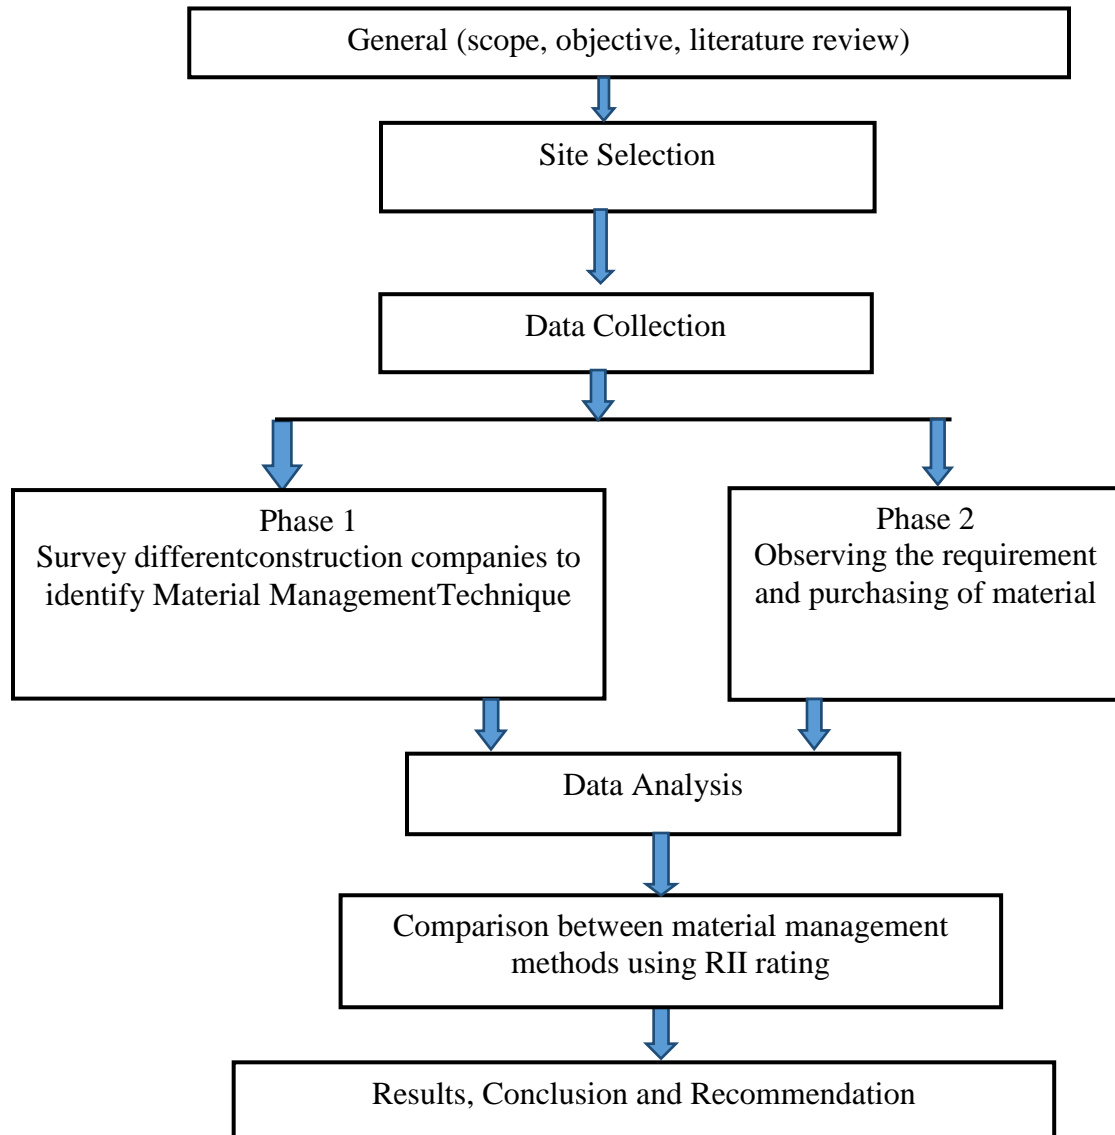 General (scope, objective, literature review)
Site Selection
Data Collection
Phase 1
Survey differentconstruction companies to
identify Material ManagementTechnique
Phase 2
Observing the requirement
and purchasing of material
Data Analysis
Comparison between material management
methods using RII rating
Results, Conclusion and Recommendation